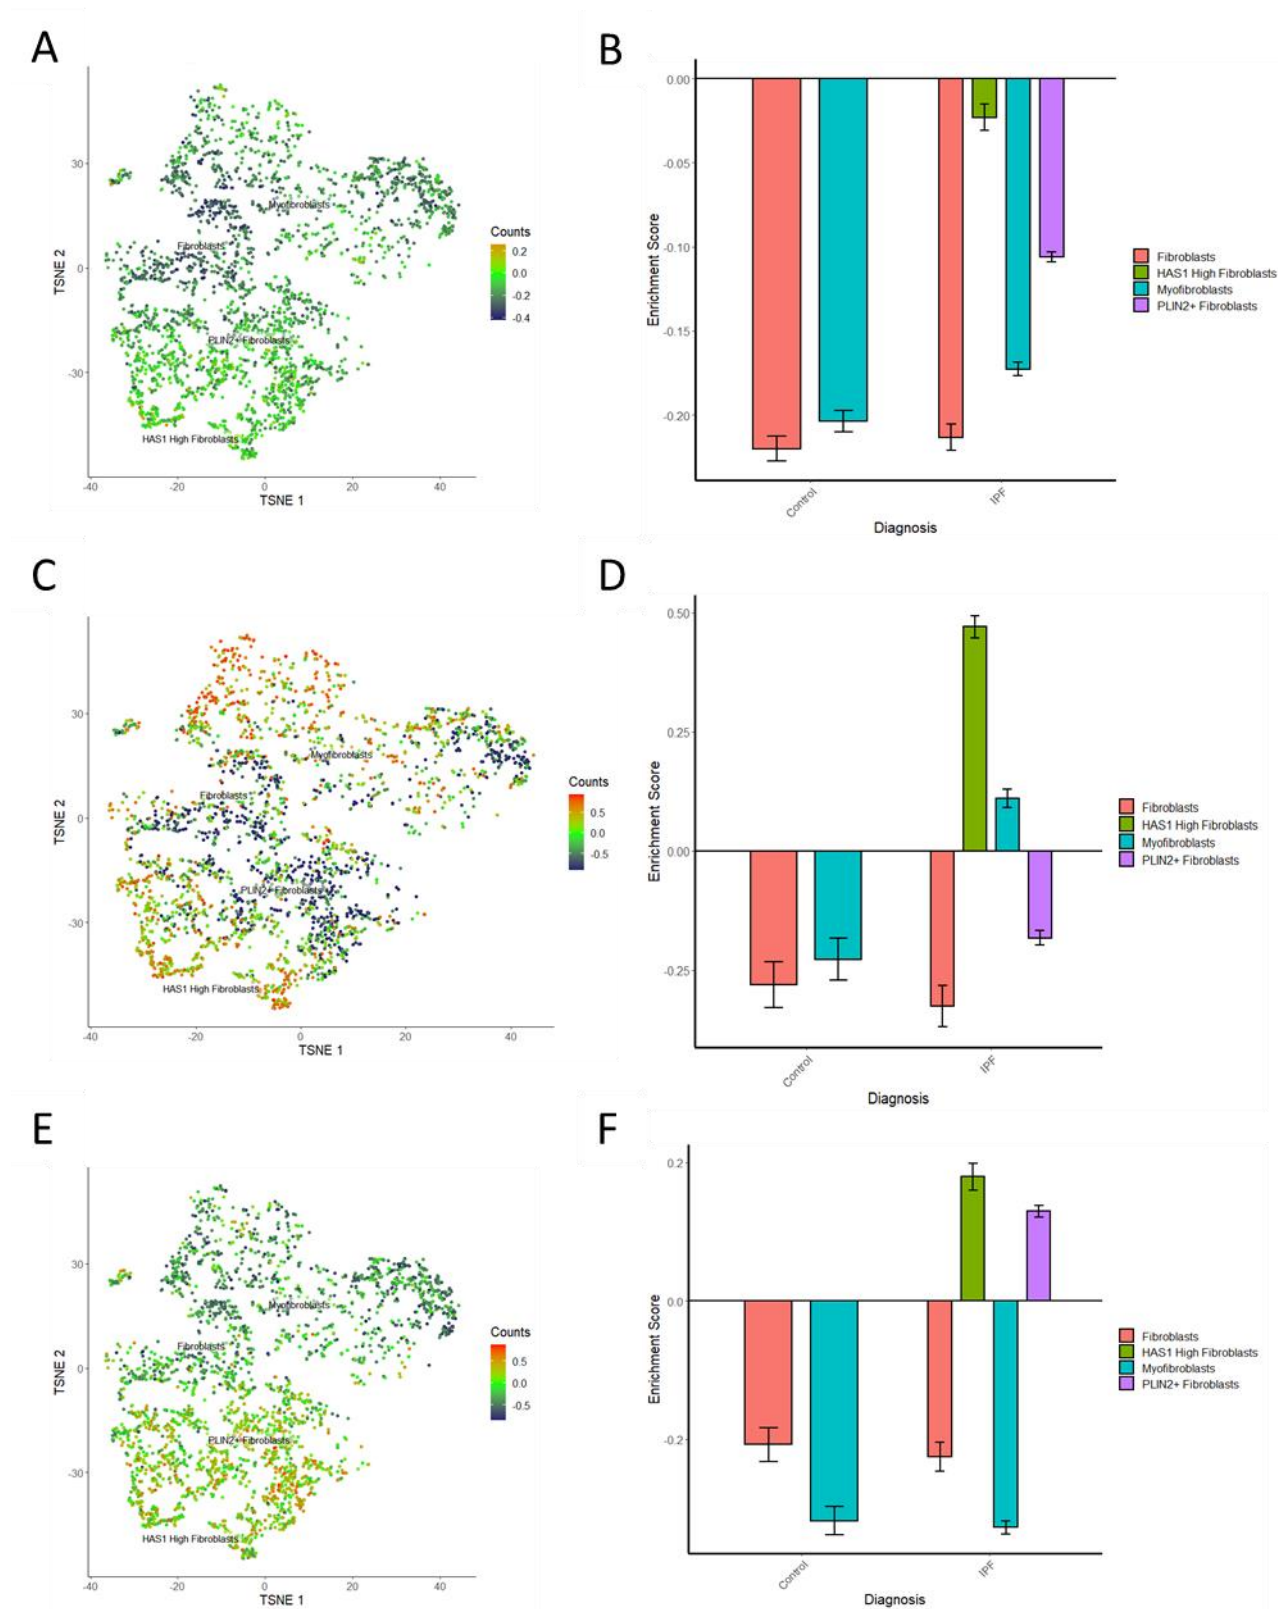 A
30
0
-30
-40
-20
0
20
40
TSNE 1
TSNE 2
Myofibroblasts
Fibroblasts
PLIN2+ Fibroblasts
HAS1 High Fibroblasts
Counts
0.2
0.0
-0.2
-0.4
B
0.00
-0.05
-0.10
-0.15
-0.20
Enrichment Score
Control
IPF
Diagnosis
Fibroblasts
HAS1 High Fibroblasts
Myofibroblasts
PLIN2+ Fibroblasts
C
30
0
-30
-40
-20
0
20
40
TSNE 1
TSNE 2
Myofibroblasts
Fibroblasts
PLIN2+ Fibroblasts
HAS1 High Fibroblasts
Counts
0.5
0.0
-0.5
D
0.50
0.25
0.00
-0.25
Enrichment Score
Control
IPF
Diagnosis
Fibroblasts
HAS1 High Fibroblasts
Myofibroblasts
PLIN2+ Fibroblasts
E
30
0
-30
-40
-20
0
20
40
TSNE 1
TSNE 2
Myofibroblasts
Fibroblasts
PLIN2+ Fibroblasts
HAS1 High Fibroblasts
Counts
0.5
0.0
-0.5
F
0.2
0.0
-0.2
Enrichment Score
Control
IPF
Diagnosis
Fibroblasts
HAS1 High Fibroblasts
Myofibroblasts
PLIN2+ Fibroblasts